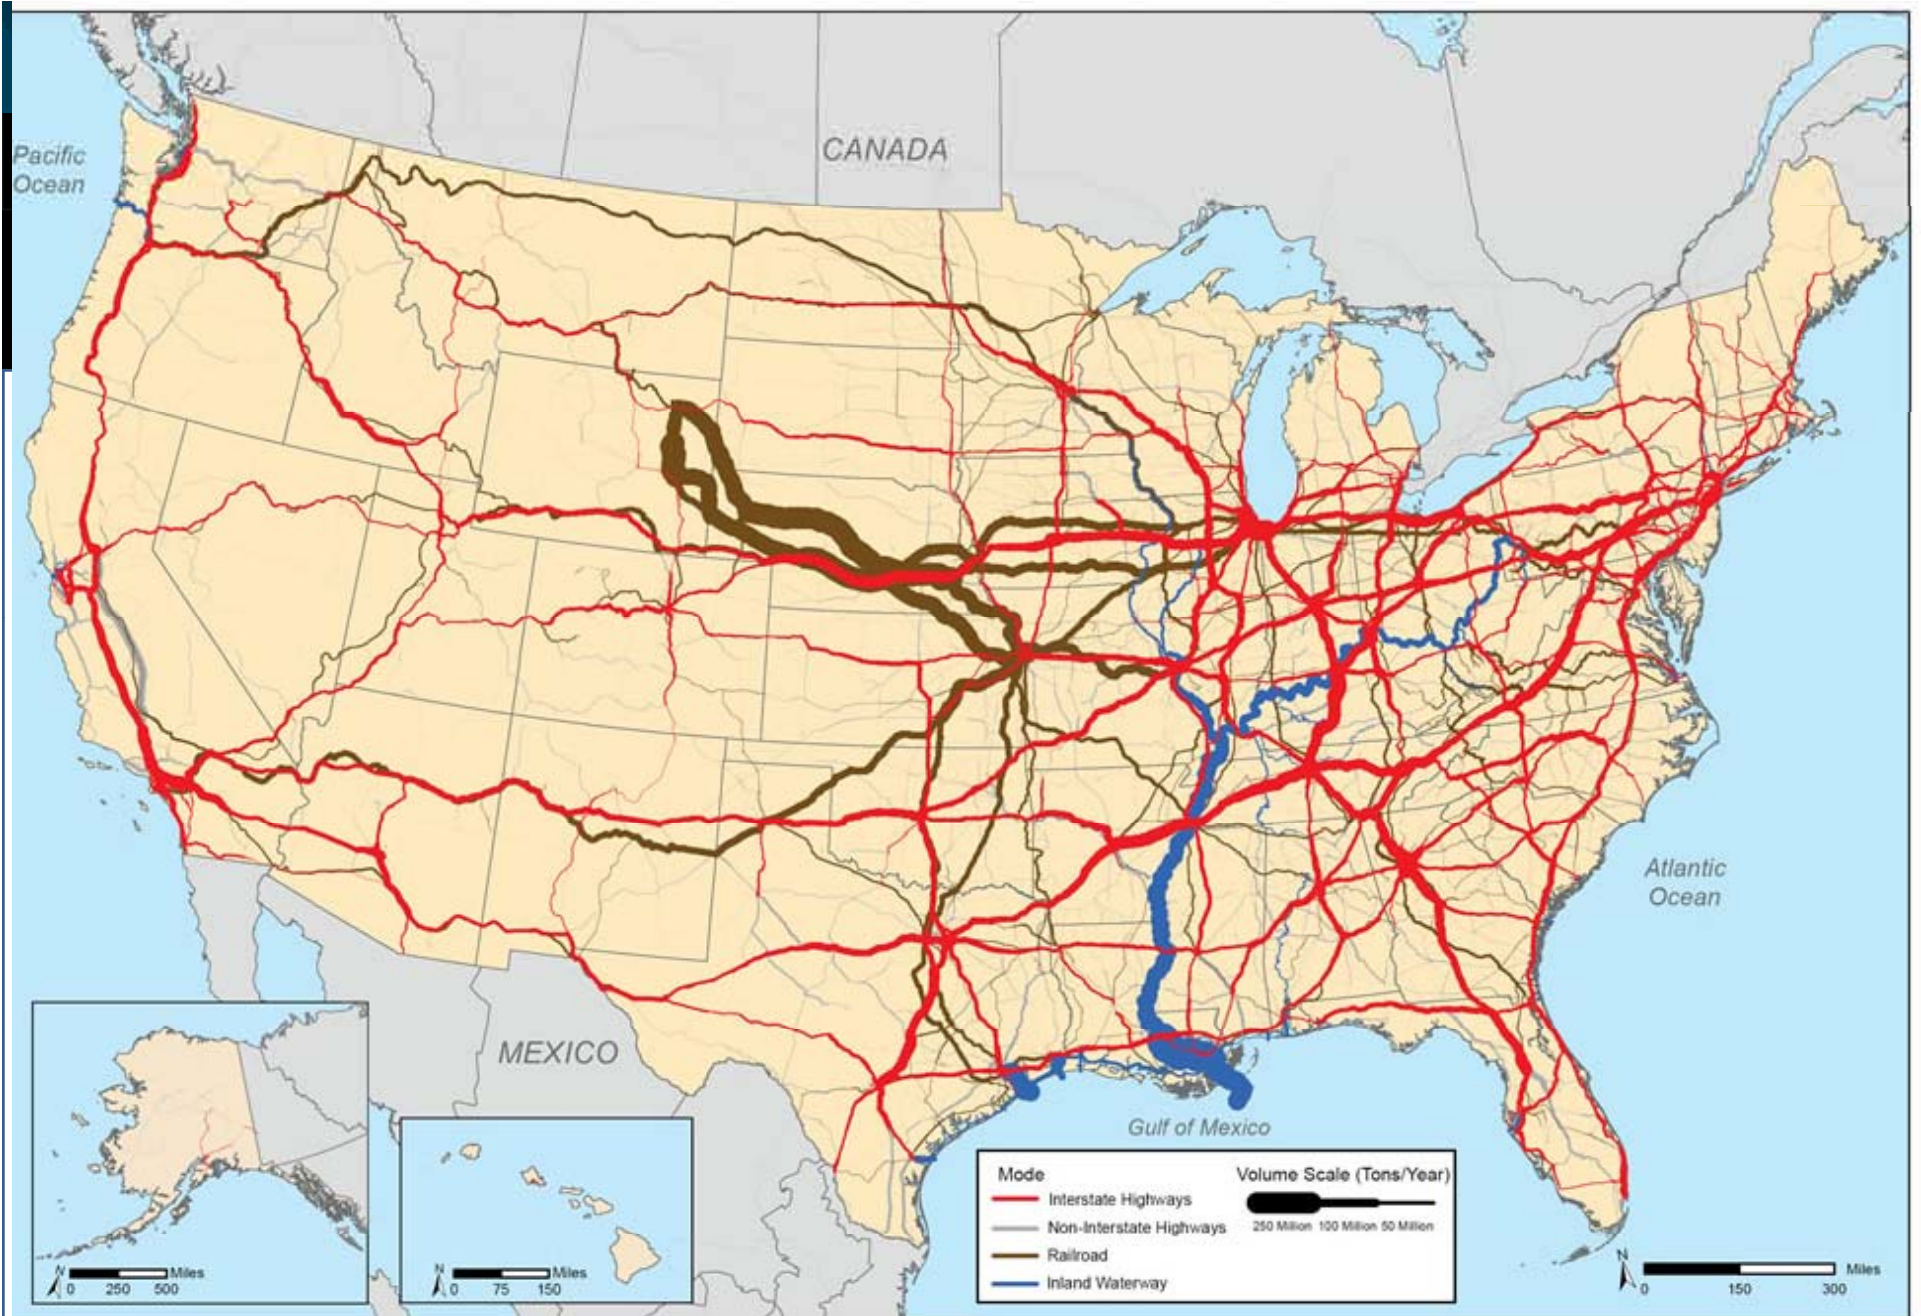 Pacific
Ocean
CANADA
Atlantic
Ocean
MEXICO
Gulf of Mexico
N
Miles
0 250 500
N
Miles
0 75 150
Mode
Interstate Highways
Non-Interstate Highways
Railroad
Inland Waterway
Volume Scale (Tons/Year)
250 Million 100 Million 50 Million
N
Miles
0 150 300